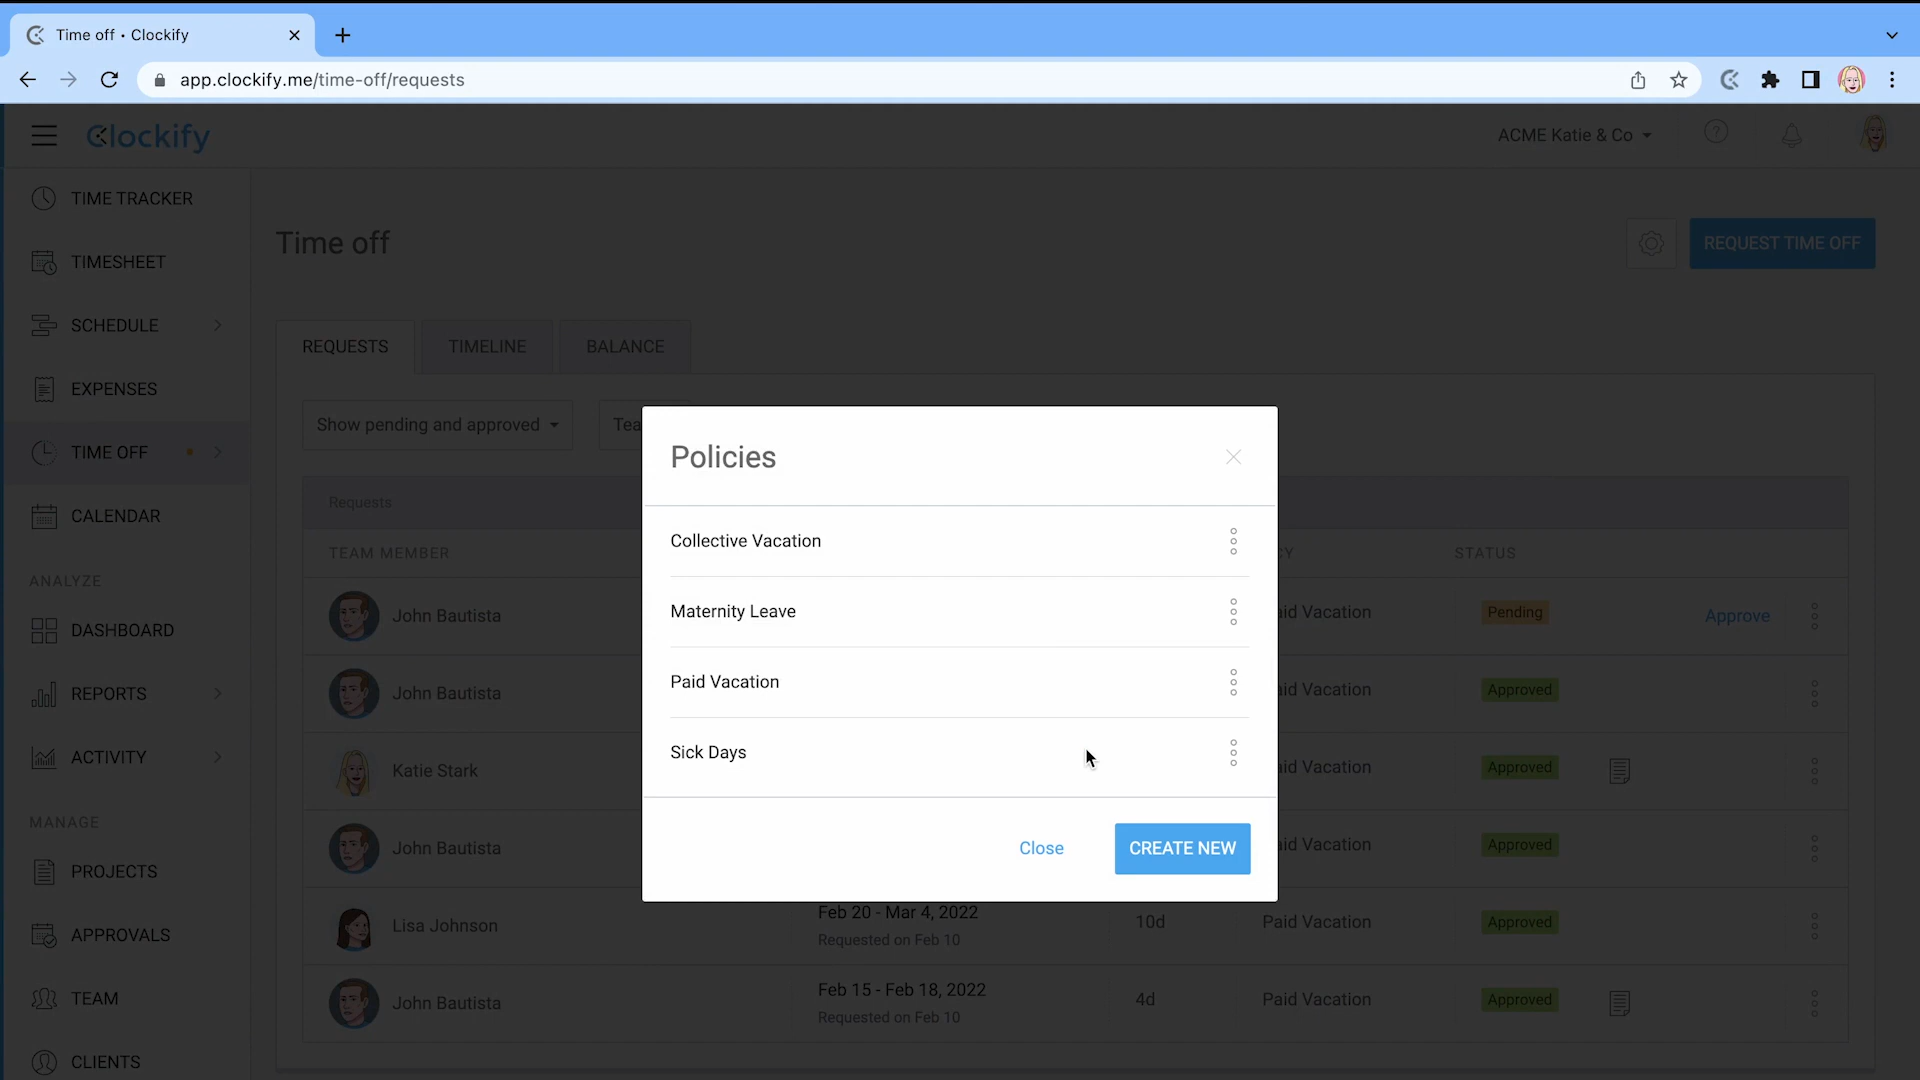 Time off • Clockify
app.clockify.me/time-off/requests
Clockify
ACME Katie & Co
TIME TRACKER
TIMESHEET
SCHEDULE
EXPENSES
TIME OFF
CALENDAR
ANALYZE
DASHBOARD
REPORTS
ACTIVITY
MANAGE
PROJECTS
APPROVALS
TEAM
CLIENTS
Time off
REQUEST TIME OFF
REQUESTS
TIMELINE
BALANCE
Show pending and approved
Tea
Requests
TEAM MEMBER
CY
STATUS
John Bautista
aid Vacation
Pending
Approve
John Bautista
aid Vacation
Approved
Katie Stark
aid Vacation
Approved
John Bautista
aid Vacation
Approved
Lisa Johnson
Feb 20 - Mar 4, 2022
Requested on Feb 10
10d
Paid Vacation
Approved
John Bautista
Feb 15 - Feb 18, 2022
Requested on Feb 10
4d
Paid Vacation
Approved
Policies
Collective Vacation
Maternity Leave
Paid Vacation
Sick Days
Close
CREATE NEW